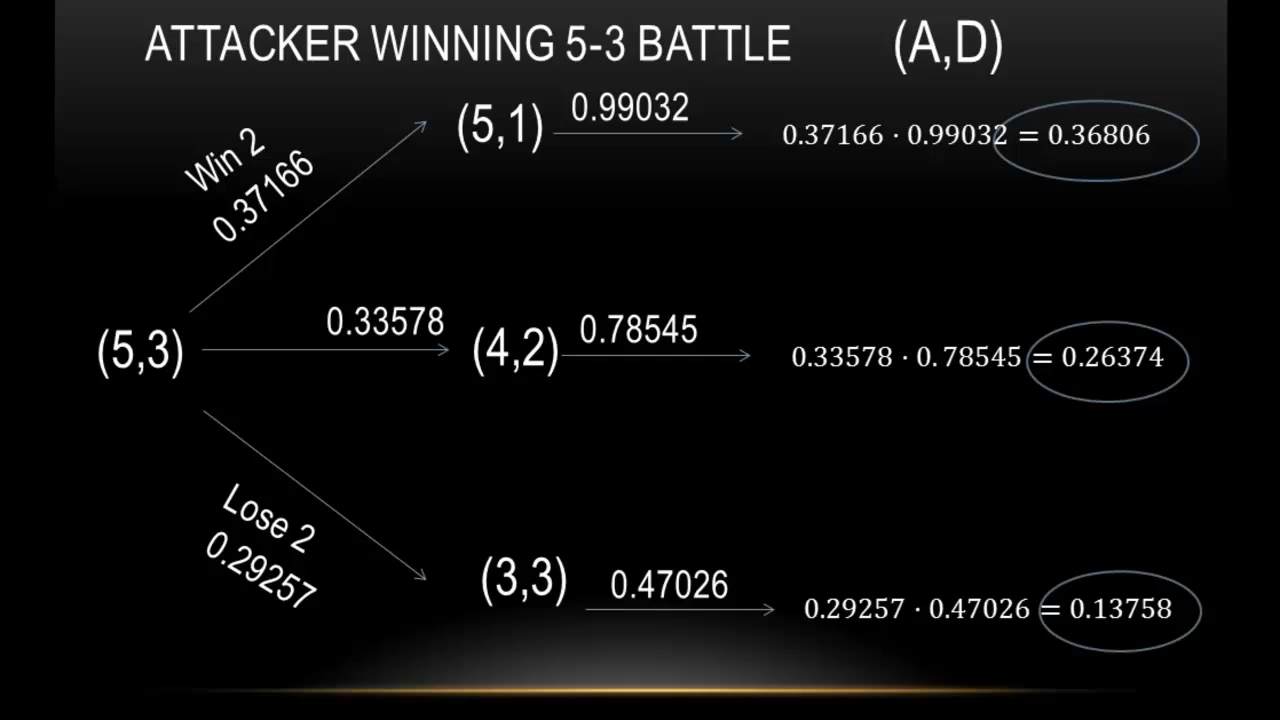 ATTACKER WINNING 5-3 BATTLE (A,D)
(5,1) 0.99032 0.37166 · 0.99032 = 0.36806
Win 2
0.37166
(5,3) 0.33578 (4,2) 0.78545 0.33578 · 0.78545 = 0.26374
Lose 2
0.29257
(3,3) 0.47026 0.29257 · 0.47026 = 0.13758